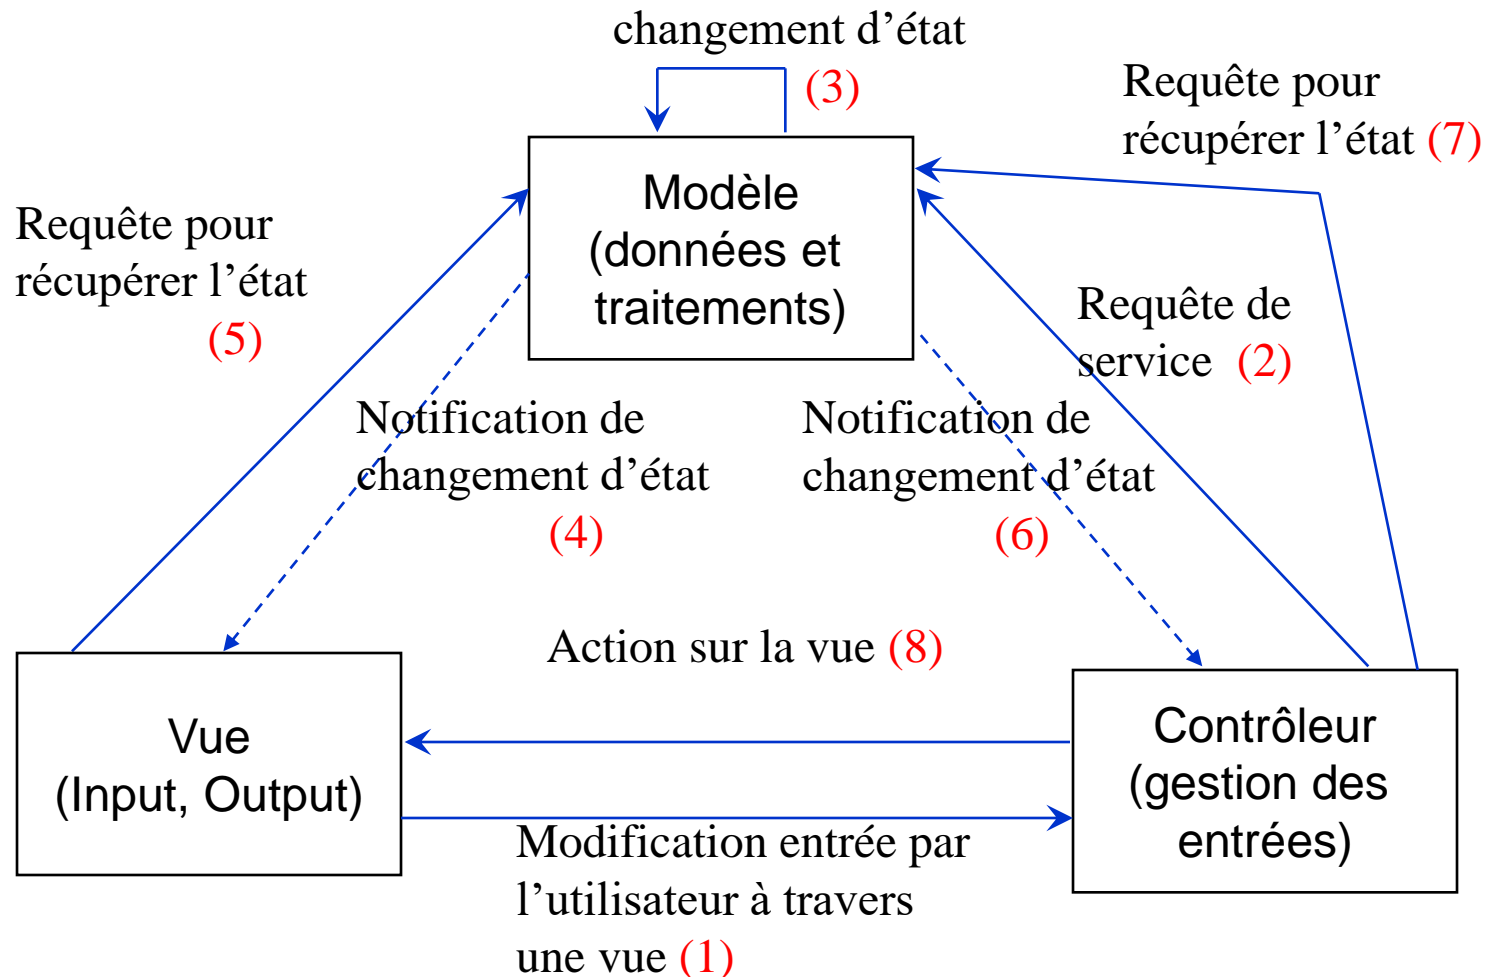 changement d’état
(3)
Requête pour
récupérer l’état (7)
Modèle
(données et
traitements)
Requête pour
récupérer l’état
(5)
Requête de
service (2)
Notification de
changement d’état
(4)
Notification de
changement d’état
(6)
Action sur la vue (8)
Vue
(Input, Output)
Contrôleur
(gestion des
entrées)
Modification entrée par
l’utilisateur à travers
une vue (1)